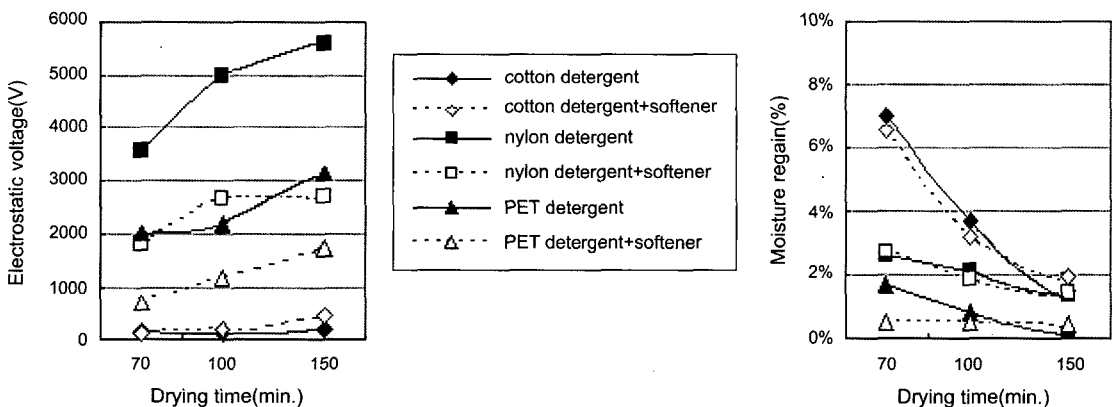 Electrostatic voltage(V)
6000
5000
4000
3000
2000
1000
0
70 100 150
Drying time(min.)
cotton detergent
cotton detergent+softener
nylon detergent
nylon detergent+softener
PET detergent
PET detergent+softener
Moisture regain(%)
10%
8%
6%
4%
2%
0%
70 100 150
Drying time(min.)